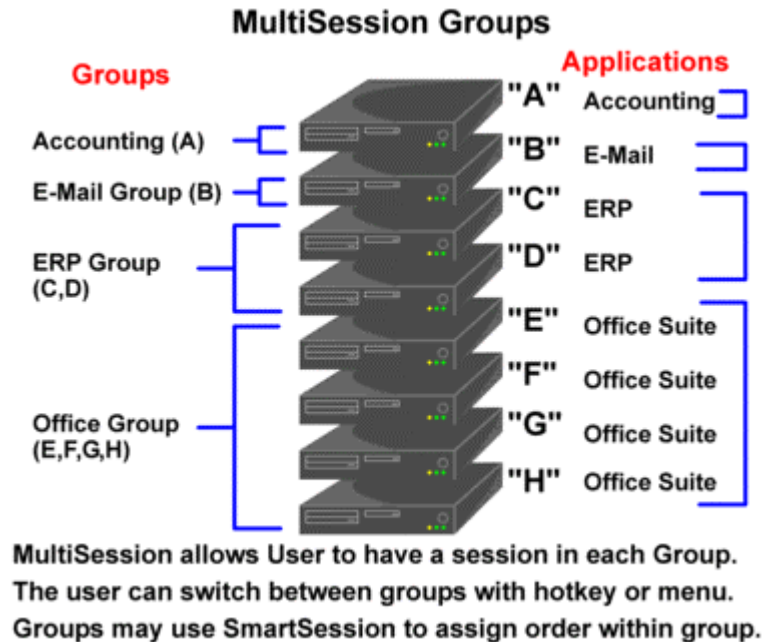 MultiSession Groups
Groups
Applications
Accounting (A)
"A"
Accounting
E-Mail Group (B)
"B"
E-Mail
"C"
ERP
ERP Group
(C,D)
"D"
ERP
"E"
Office Suite
"F"
Office Suite
Office Group
(E,F,G,H)
"G"
Office Suite
"H"
Office Suite
MultiSession allows User to have a session in each Group.
The user can switch between groups with hotkey or menu.
Groups may use SmartSession to assign order within group.